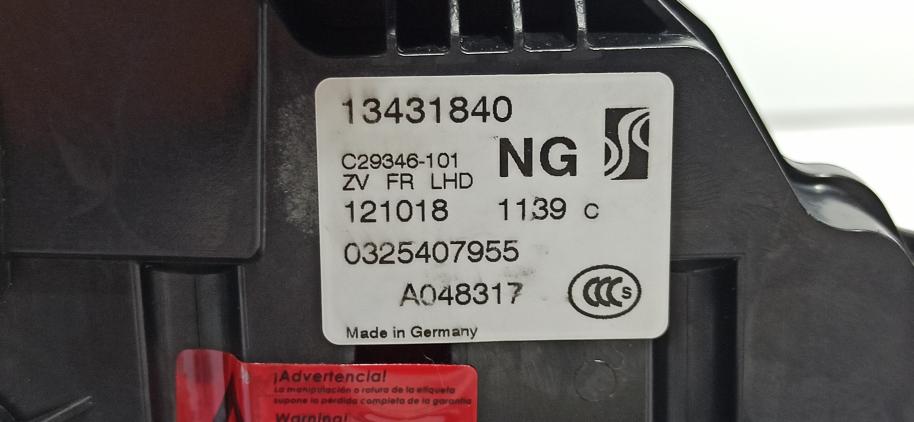 13431840
C29346-101 NG
ZV FR LHD
121018 1139 c
0325407955
A048317 CCC S
Made in Germany
¡Advertencia!
La manipulación o rotura de la etiqueta
supone la pérdida completa de la garantía
Warning!